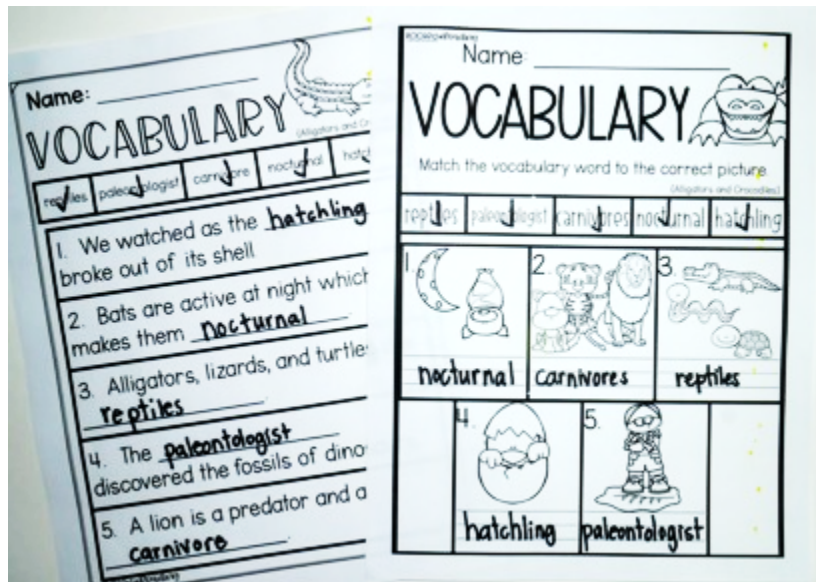 Name:
VOCABULARY
(Alligators and Cro
reptiles paleontologist carnivore nocturnal hatch
1. We watched as the hatchling
broke out of its shell
2. Bats are active at night which
makes them nocturnal.
3. Alligators, lizards, and turtles
reptiles.
4. The paleontologist
discovered the fossils of dino
5. A lion is a predator and a
carnivore.
Name
VOCABULARY
Match the vocabulary word to the correct picture
(Alligators and Crocodiles)
reptiles paleontologist carnivores nocturnal hatchling
1. 2. 3.
nocturnal carnivores reptiles
4. 5.
hatchling paleontologist